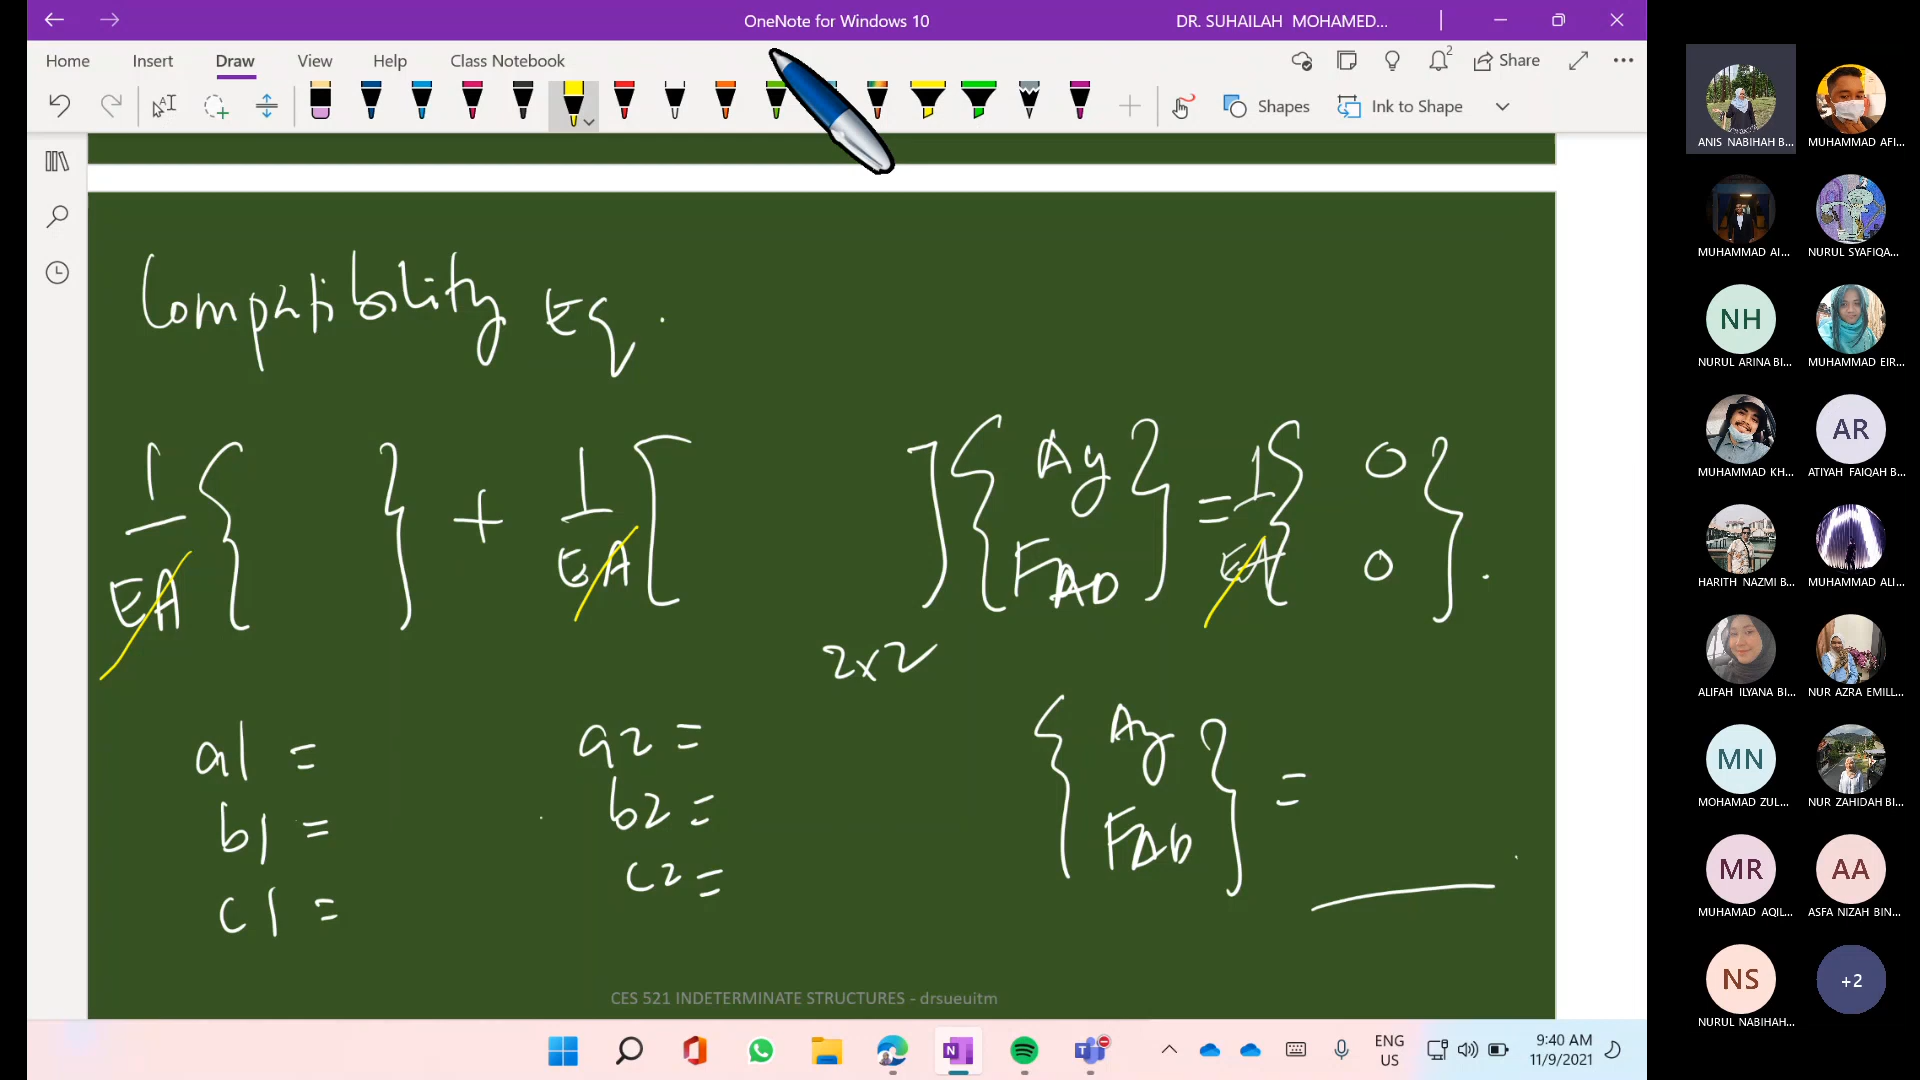 OneNote for Windows 10
DR. SUHAILAH MOHAMED...
Home Insert Draw View Help Class Notebook
2
Share
Shapes
Ink to Shape
Compatibility Eq.
1/EA { } + 1/EA [ ] { Ay FAD } = 1/EA { 0 0 }.
2x2
a1 =
b1 =
c1 =
a2 =
b2 =
c2 =
{ Ay FAD } =
CES 521 INDETERMINATE STRUCTURES - drsueuitm
ANIS NABIHAH B...
MUHAMMAD AFI...
MUHAMMAD AI...
NURUL SYAFIQA...
NH
NURUL ARINA BI...
MUHAMMAD EIR...
MUHAMMAD KH...
AR
ATIYAH FAIQAH B...
HARITH NAZMI B...
MUHAMMAD ALI...
ALIFAH ILYANA BI...
NUR AZRA EMILL...
MN
MOHAMAD ZUL...
NUR ZAHIDAH BI...
MR
MUHAMAD AQIL...
AA
ASFA NIZAH BIN...
NS
NURUL NABIHAH...
+2
ENG
US
9:40 AM
11/9/2021